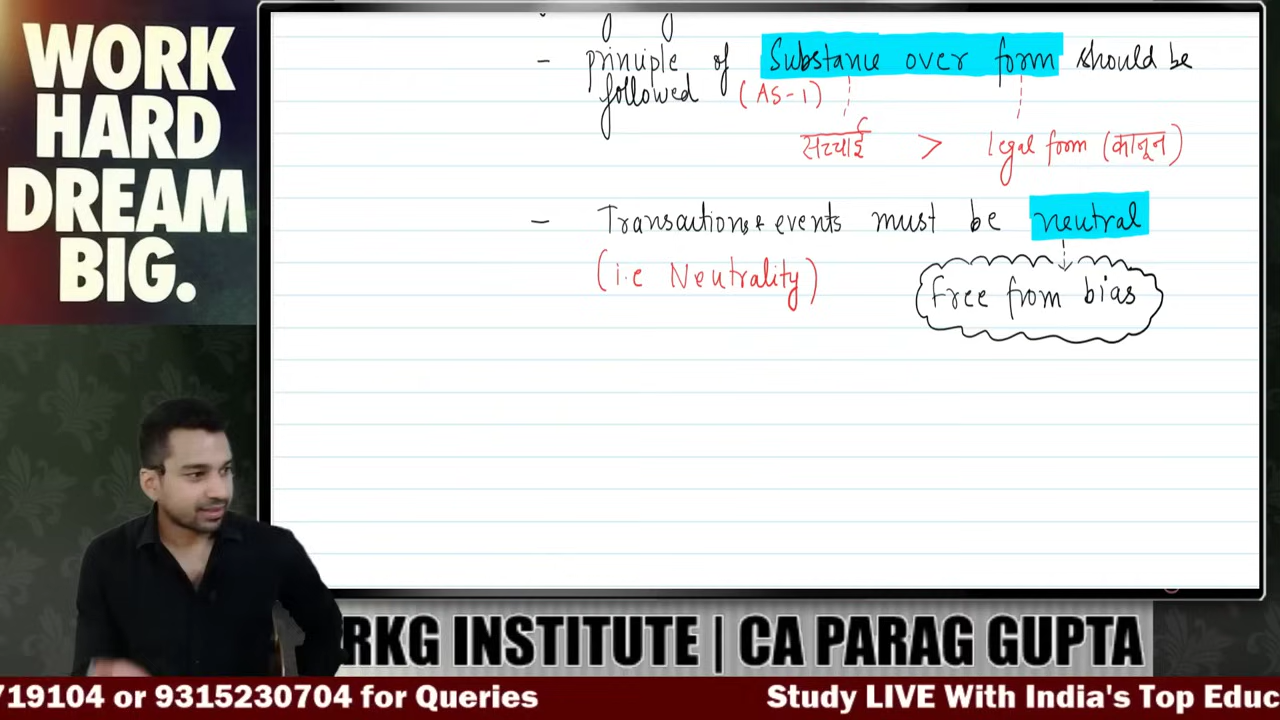 WORK
HARD
DREAM
BIG.
- principle of Substance over form should be
followed (AS-1)
सच्चाई > legal form (कानून)
- Transactions & events must be neutral
(i.e Neutrality)
free from bias
RKG INSTITUTE | CA PARAG GUPTA
719104 or 9315230704 for Queries
Study LIVE With India's Top Educ